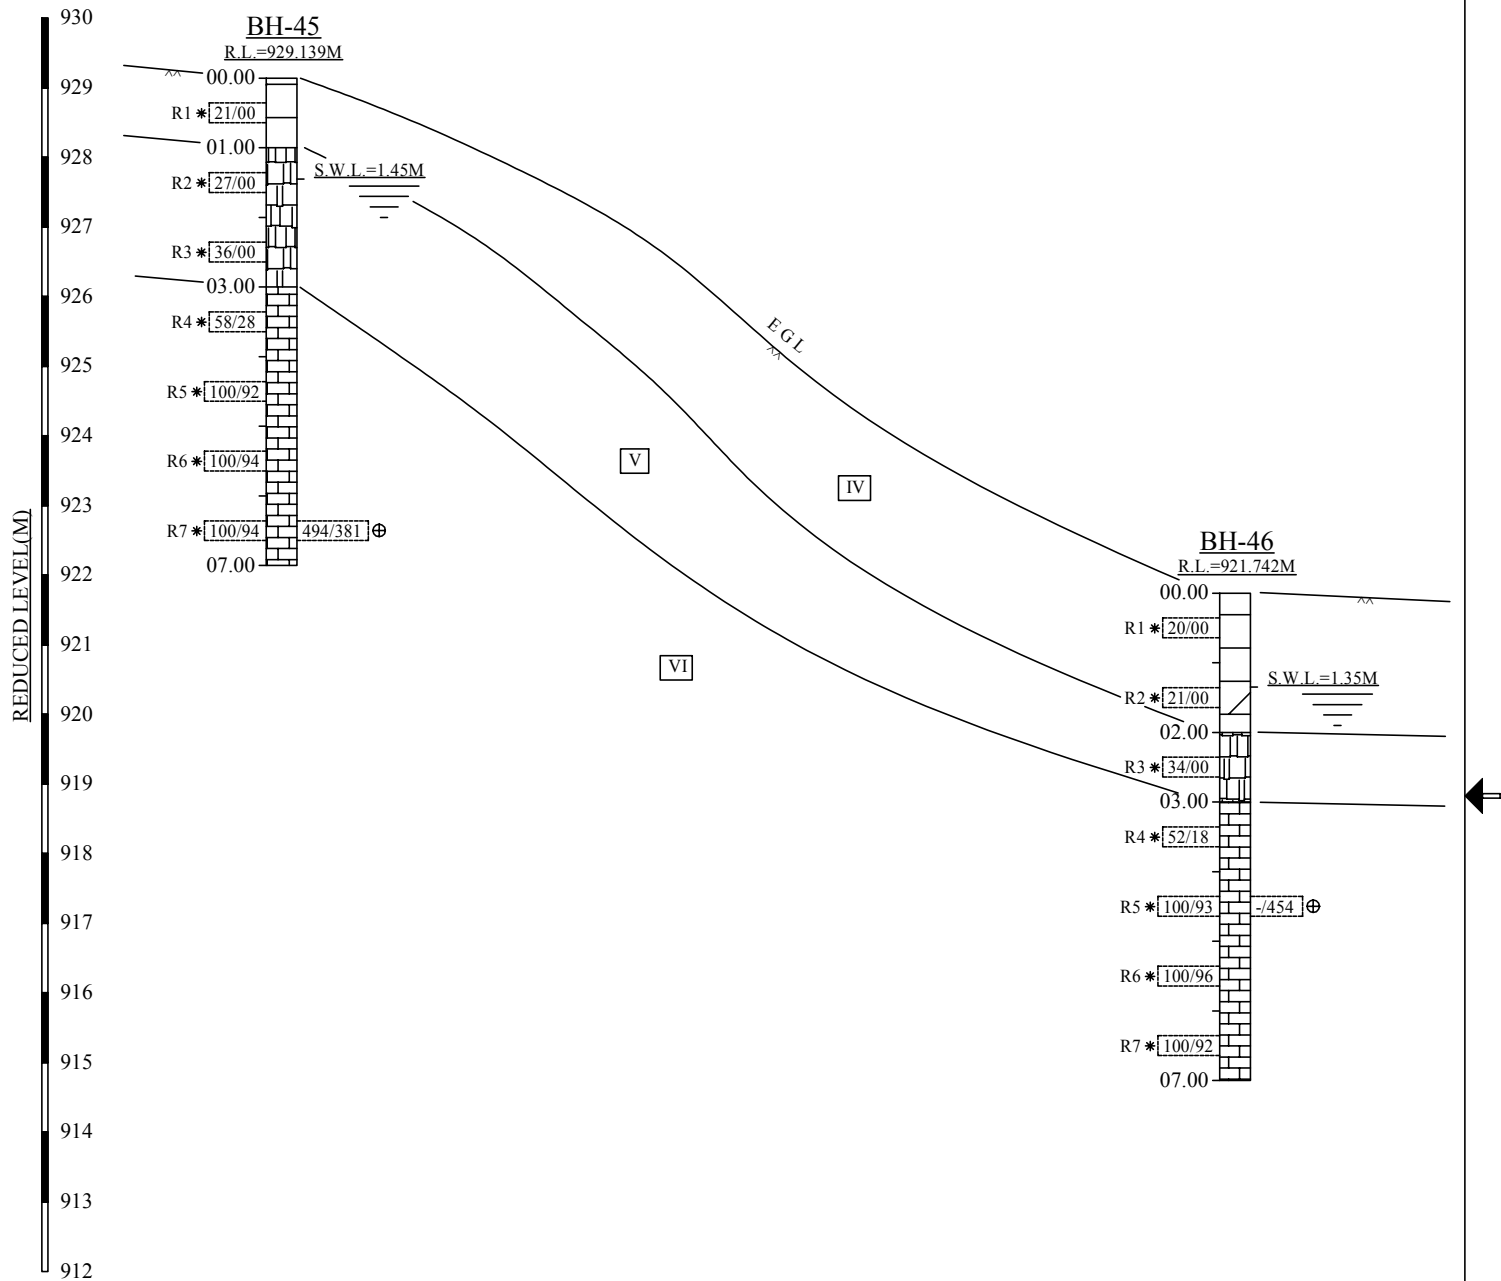 REDUCED LEVEL(M)
930
929
928
927
926
925
924
923
922
921
920
919
918
917
916
915
914
913
912
BH-45
R.L.=929.139M
00.00
R1 * 21/00
01.00
S.W.L.=1.45M
R2 * 27/00
R3 * 36/00
03.00
R4 * 58/28
R5 * 100/92
R6 * 100/94
R7 * 100/94 494/381
07.00
EGL
V
IV
VI
BH-46
R.L.=921.742M
00.00
R1 * 20/00
S.W.L.=1.35M
R2 * 21/00
02.00
R3 * 34/00
03.00
R4 * 52/18
R5 * 100/93 -/454
R6 * 100/96
R7 * 100/92
07.00